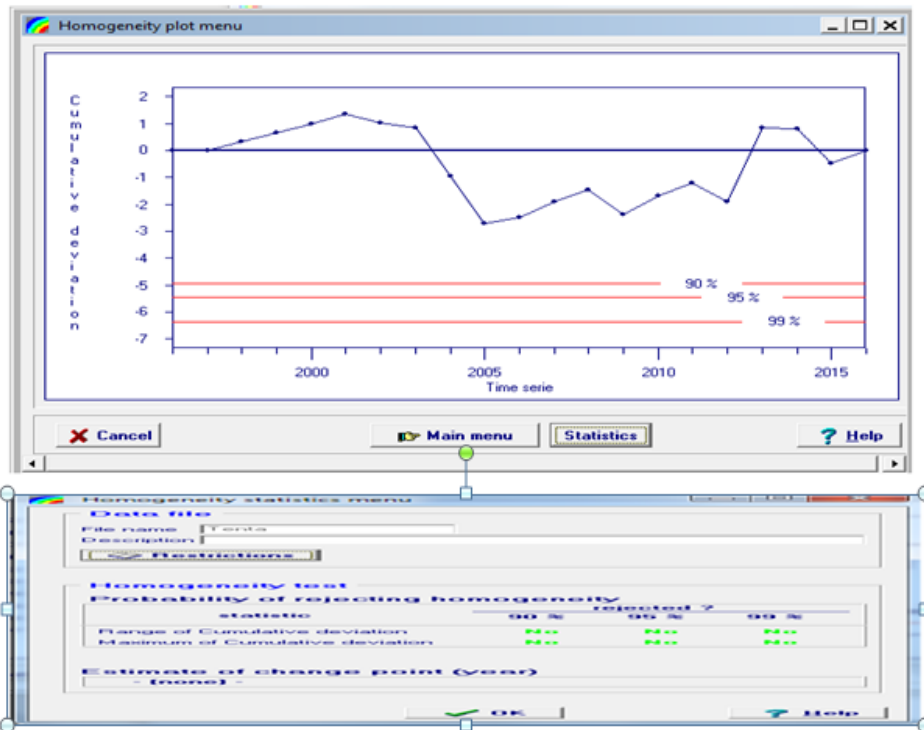 Homogeneity plot menu
Cumulative deviation
2
1
0
-1
-2
-3
-4
-5
-6
-7
90 %
95 %
99 %
2000 2005 2010 2015
Time serie
Cancel Main menu Statistics ? Help
Homogeneity statistics menu
Data file
File name Tenta
Description
Restrictions
Homogeneity test
Probability of rejecting homogeneity
rejected ?
statistic 90 % 95 % 99 %
Range of Cumulative deviation No No No
Maximum of Cumulative deviation No No No
Estimate of change point (year)
- (none) -
OK ? Help